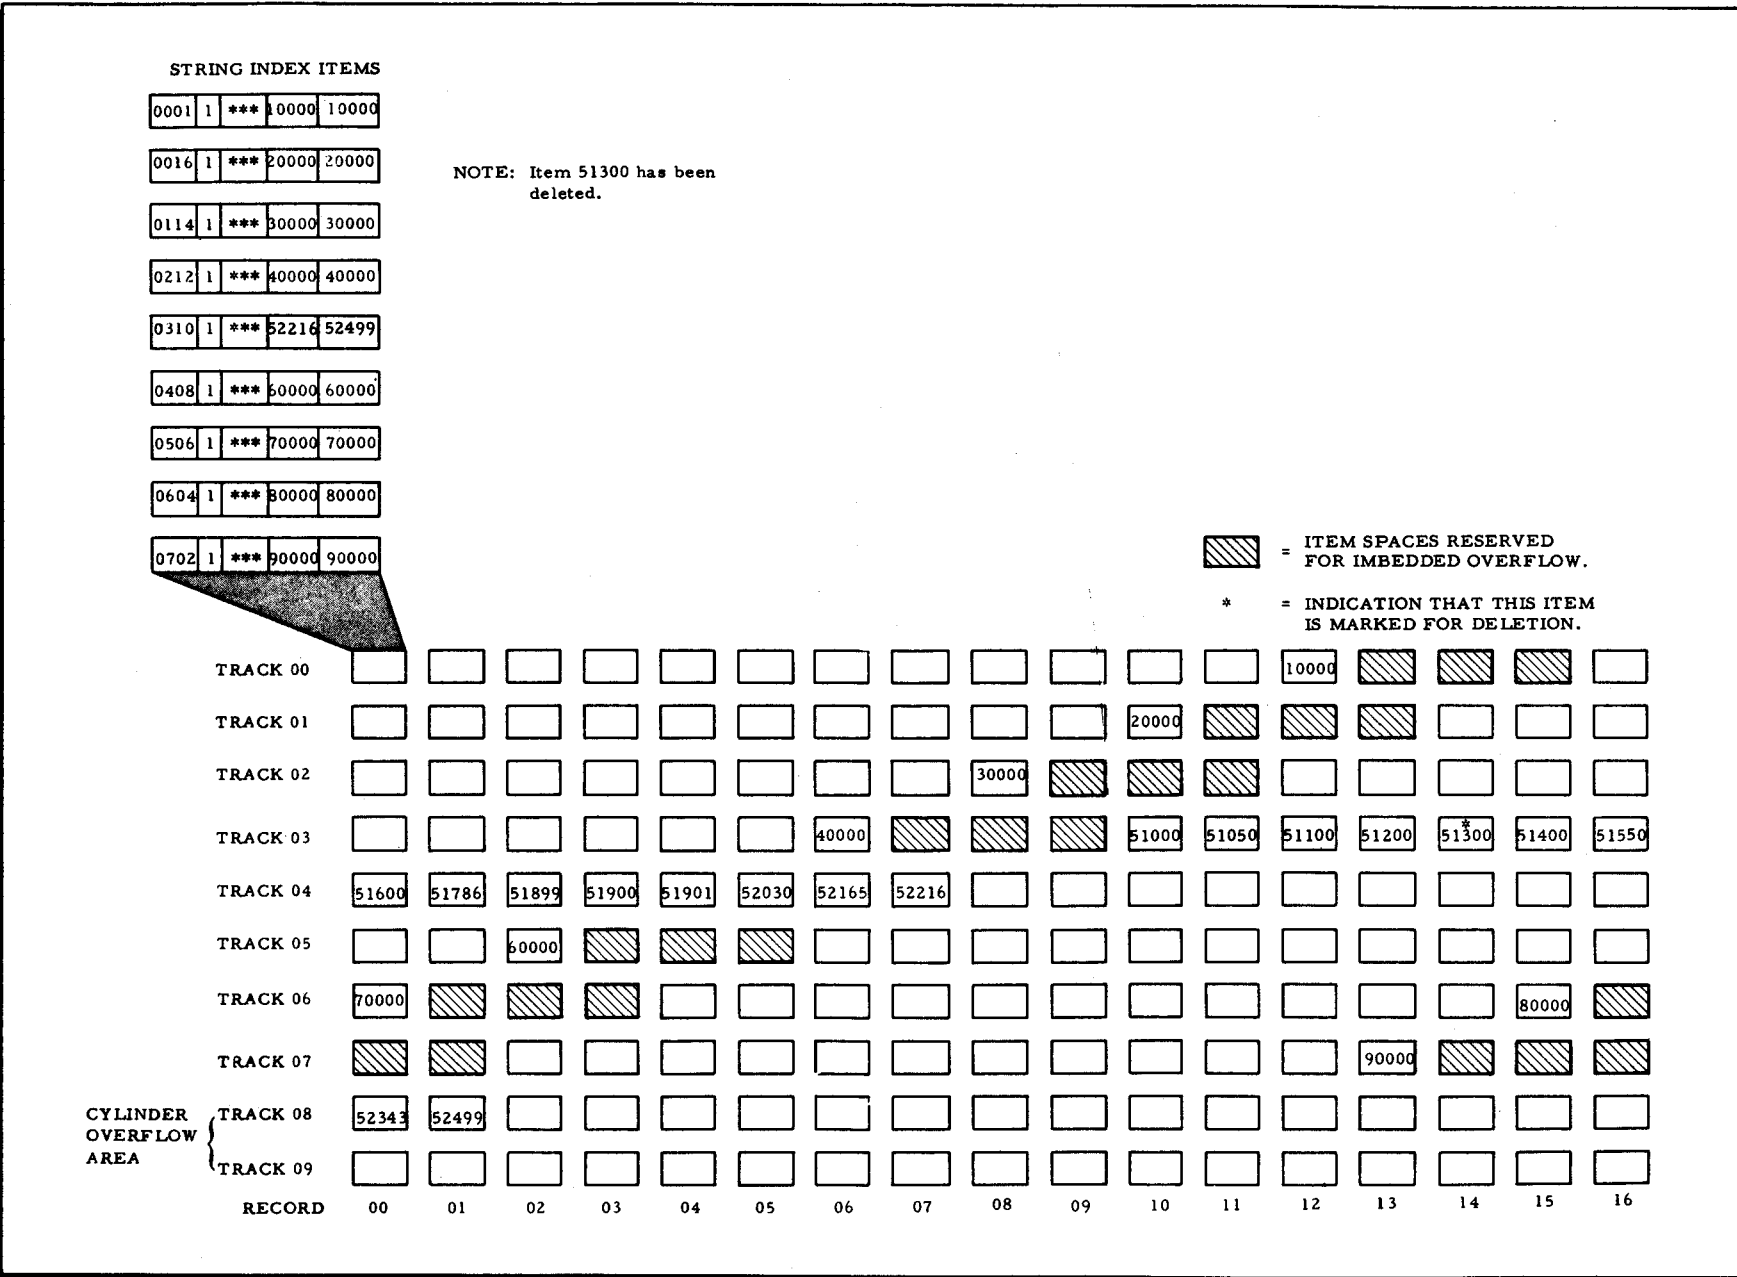 STRING INDEX ITEMS
0001 1 *** 10000 10000
0016 1 *** 20000 20000
NOTE: Item 51300 has been
deleted.
0114 1 *** 30000 30000
0212 1 *** 40000 40000
0310 1 *** 52216 52499
0408 1 *** 60000 60000
0506 1 *** 70000 70000
0604 1 *** 80000 80000
0702 1 *** 90000 90000
= ITEM SPACES RESERVED
FOR IMBEDDED OVERFLOW.
* = INDICATION THAT THIS ITEM
IS MARKED FOR DELETION.
TRACK 00 10000
TRACK 01 20000
TRACK 02 30000
TRACK 03 40000 51000 51050 51100 51200 *51300 51400 51550
TRACK 04 51600 51786 51899 51900 51901 52030 52165 52216
TRACK 05 60000
TRACK 06 70000 80000
TRACK 07 90000
CYLINDER
OVERFLOW
AREA
TRACK 08 52343 52499
TRACK 09
RECORD 00 01 02 03 04 05 06 07 08 09 10 11 12 13 14 15 16